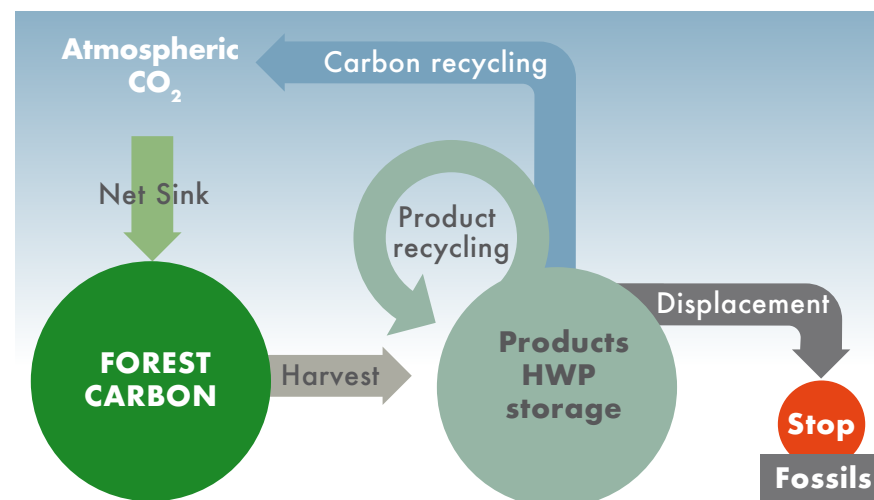 Atmospheric
CO₂
Carbon recycling
Net Sink
Product
recycling
FOREST
CARBON
Harvest
Products
HWP
storage
Displacement
Stop
Fossils